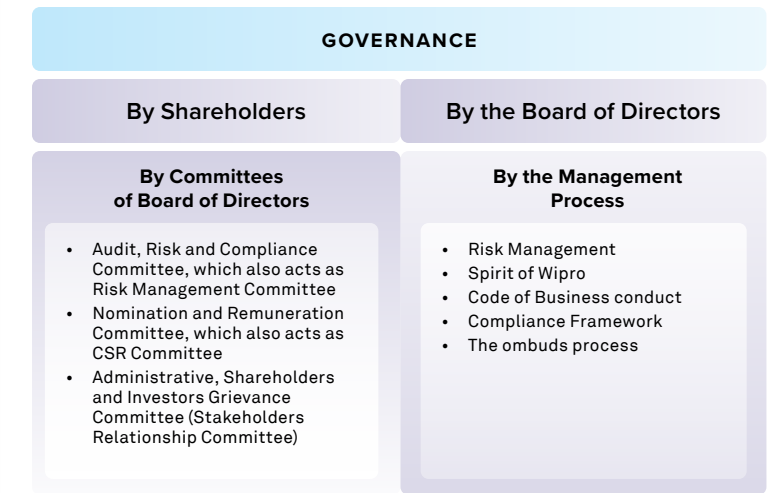 GOVERNANCE
By Shareholders
By the Board of Directors
By Committees
of Board of Directors
• Audit, Risk and Compliance
Committee, which also acts as
Risk Management Committee
• Nomination and Remuneration
Committee, which also acts as
CSR Committee
• Administrative, Shareholders
and Investors Grievance
Committee (Stakeholders
Relationship Committee)
By the Management
Process
• Risk Management
• Spirit of Wipro
• Code of Business conduct
• Compliance Framework
• The ombuds process